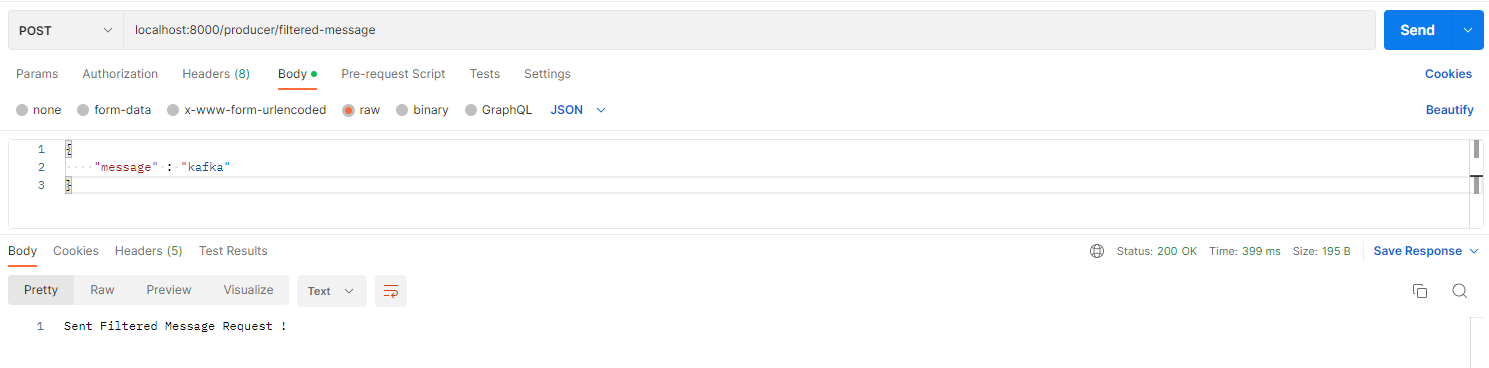 POST localhost:8000/producer/filtered-message Send
Params Authorization Headers (8) Body Pre-request Script Tests Settings Cookies
none form-data x-www-form-urlencoded raw binary GraphQL JSON Beautify
1 {
2 "message" : "kafka"
3 }
Body Cookies Headers (5) Test Results Status: 200 OK Time: 399 ms Size: 195 B Save Response
Pretty Raw Preview Visualize Text
1 Sent Filtered Message Request !